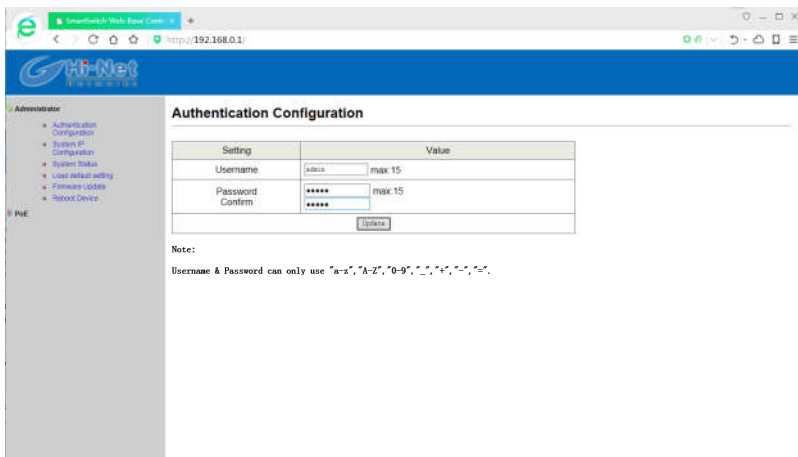 SmartSwitch Web Base Conf
http://192.168.0.1/
Hi-Net
Administrator
Authentication
Configuration
System IP
Configuration
System Status
Load default setting
Firmware Update
Reboot Device
PoE
Authentication Configuration
Setting Value
Username admin max:15
Password ••••• max:15
Confirm •••••
Update
Note:
Username & Password can only use "a-z","A-Z","0-9","_","+","-","=".